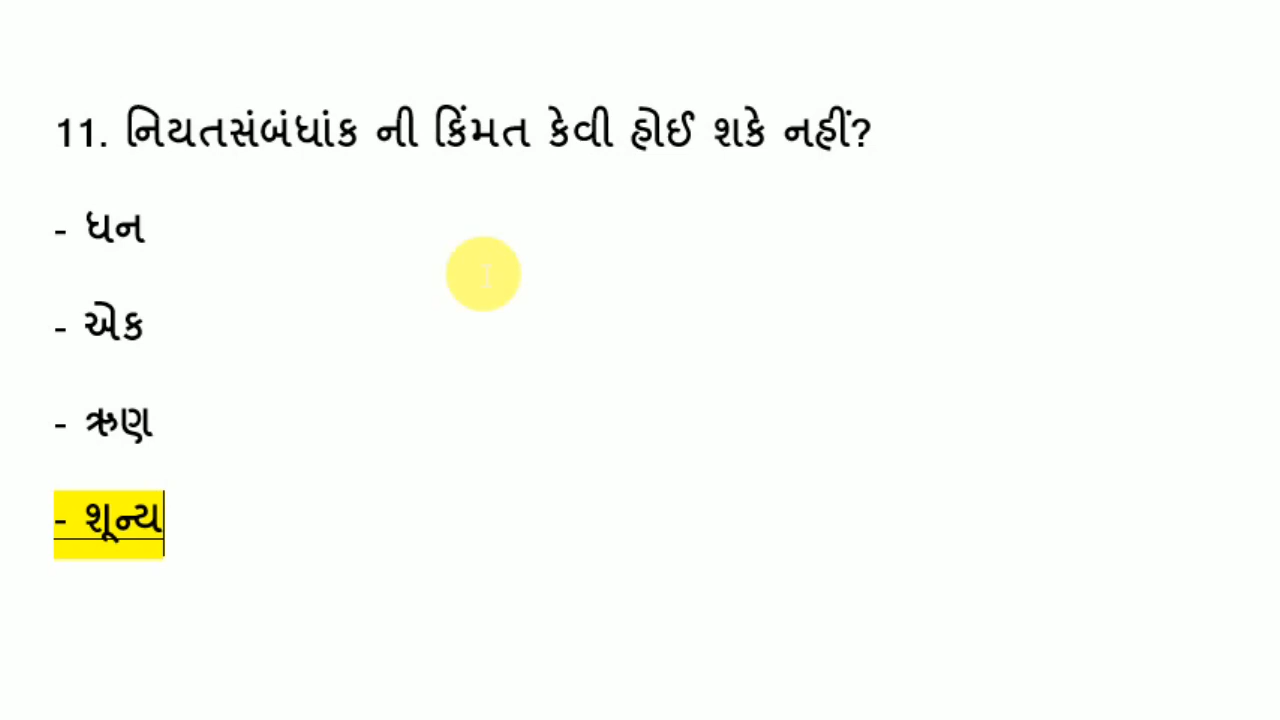 11. નિયતસંબંધાંક ની કિંમત કેવી હોઈ શકે નહીં?
- ધન
- એક
- ઋણ
- શૂન્ય